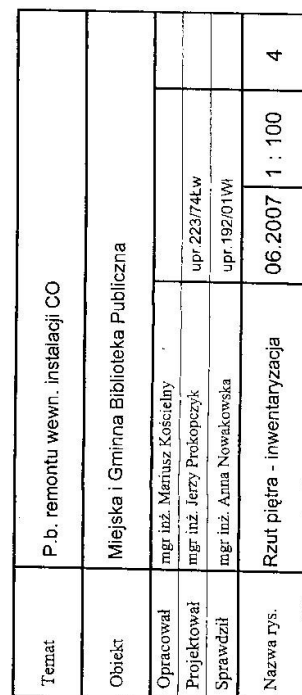 Temat P.b. remontu wewn. instalacji CO
Obiekt Miejska i Gminna Biblioteka Publiczna
Opracował mgr inż. Mariusz Kościelny
Projektował mgr inż. Jerzy Prokopczyk upr.223/74Łw
Sprawdził mgr inż. Anna Nowakowska upr.192/01Wł
Nazwa rys. Rzut piętra - inwentaryzacja 06.2007 1 : 100 4